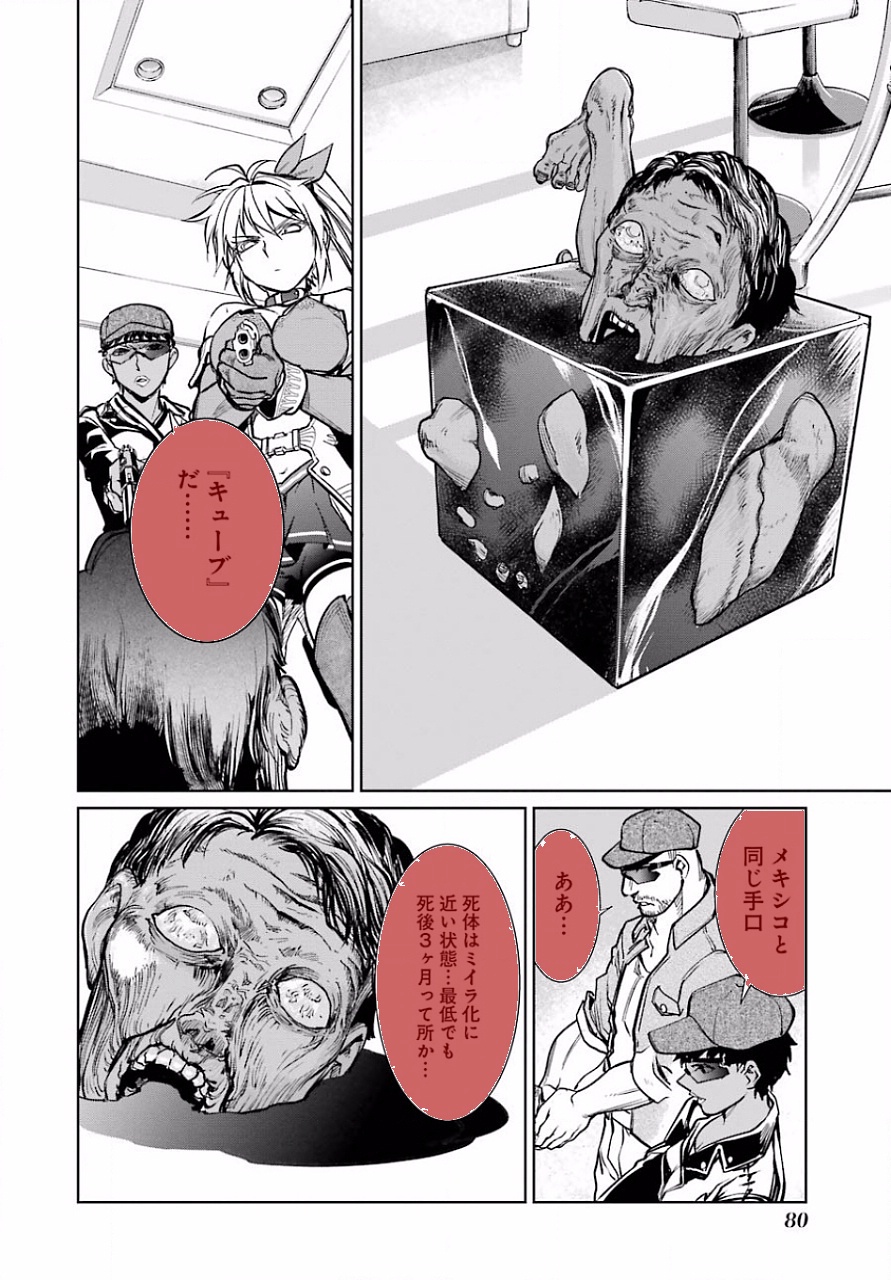 『キューブ』
だ……
メキシコと
同じ手口
ああ…
死体はミイラ化に
近い状態…最低でも
死後3ヶ月って所か…
80